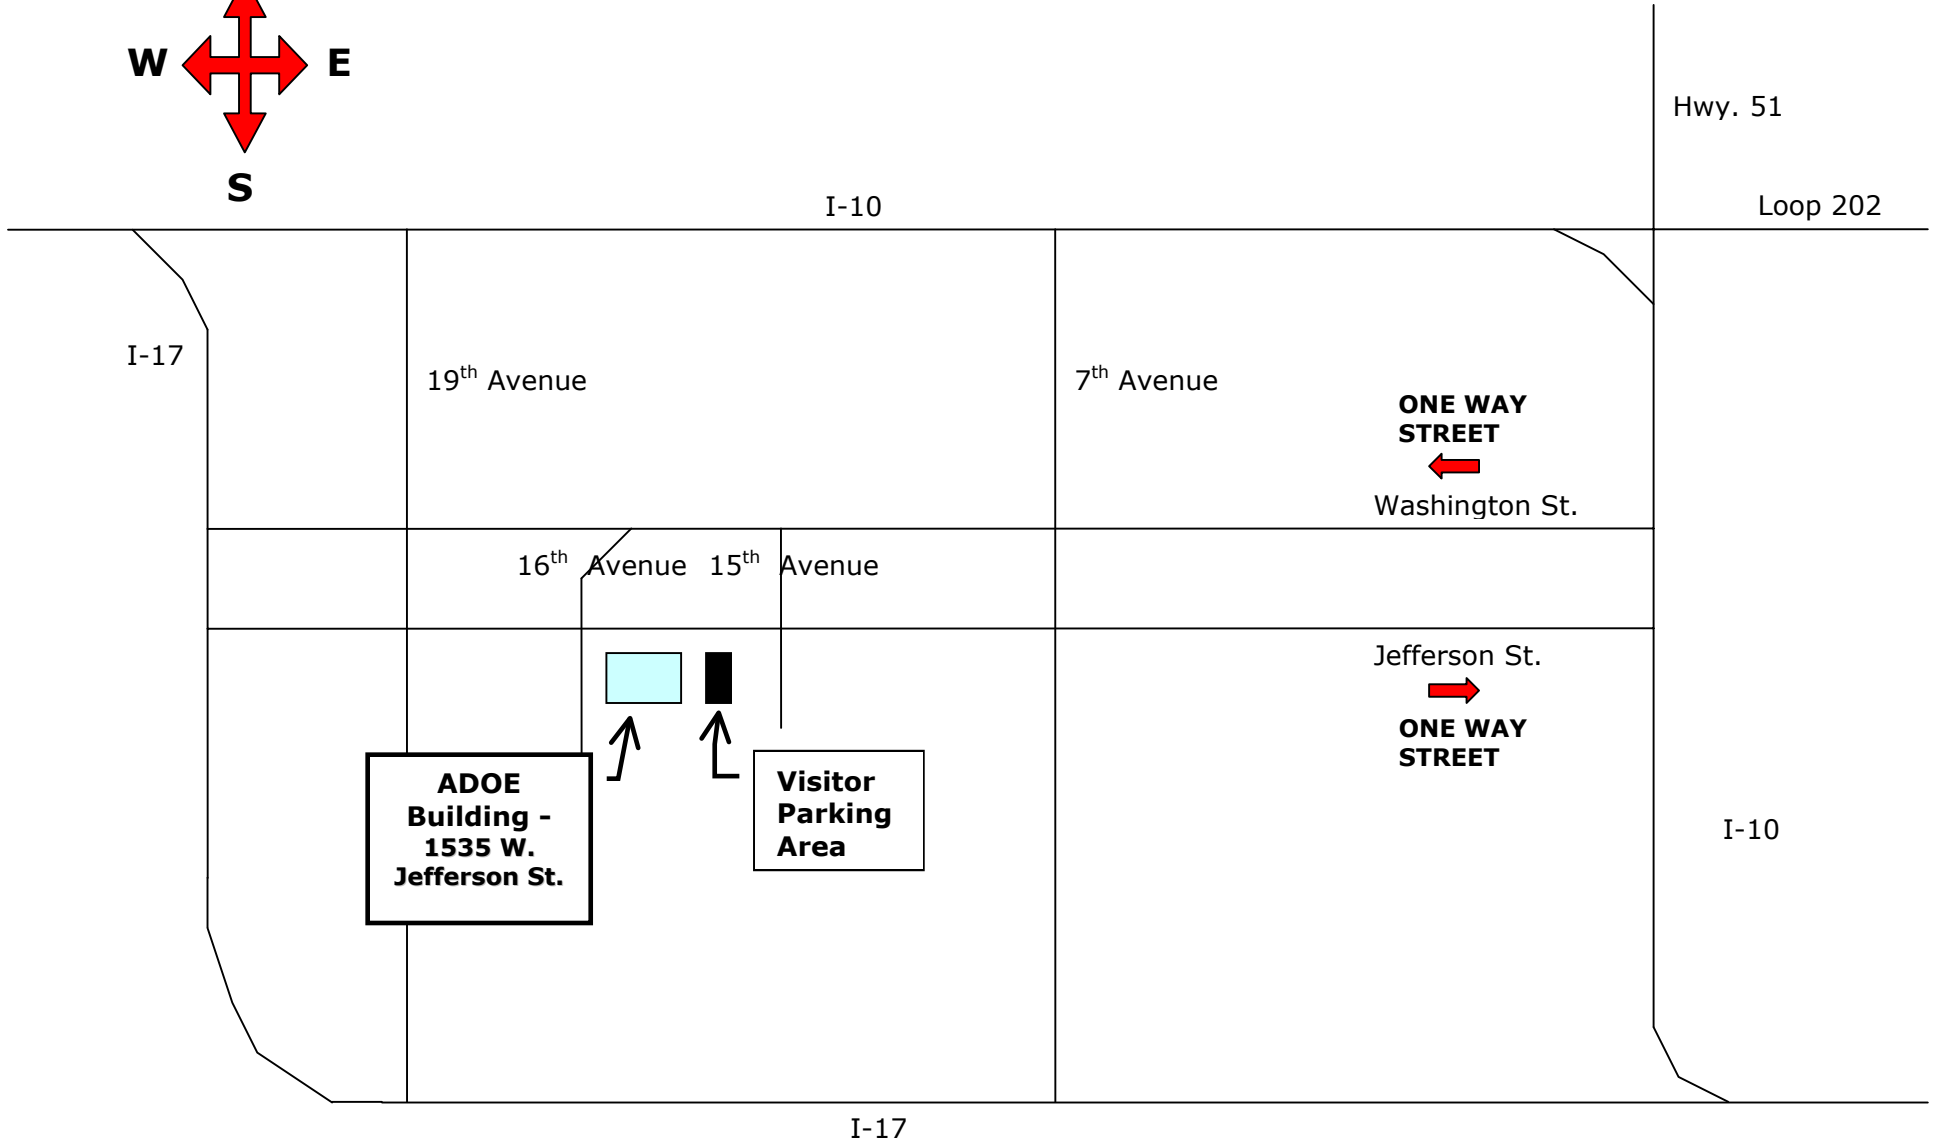 W E
Hwy. 51
S
I-10
Loop 202
I-17
19th Avenue
7th Avenue
ONE WAY
STREET
Washington St.
16th Avenue 15th Avenue
Jefferson St.
ONE WAY
STREET
ADOE
Building -
1535 W.
Jefferson St.
Visitor
Parking
Area
I-10
I-17